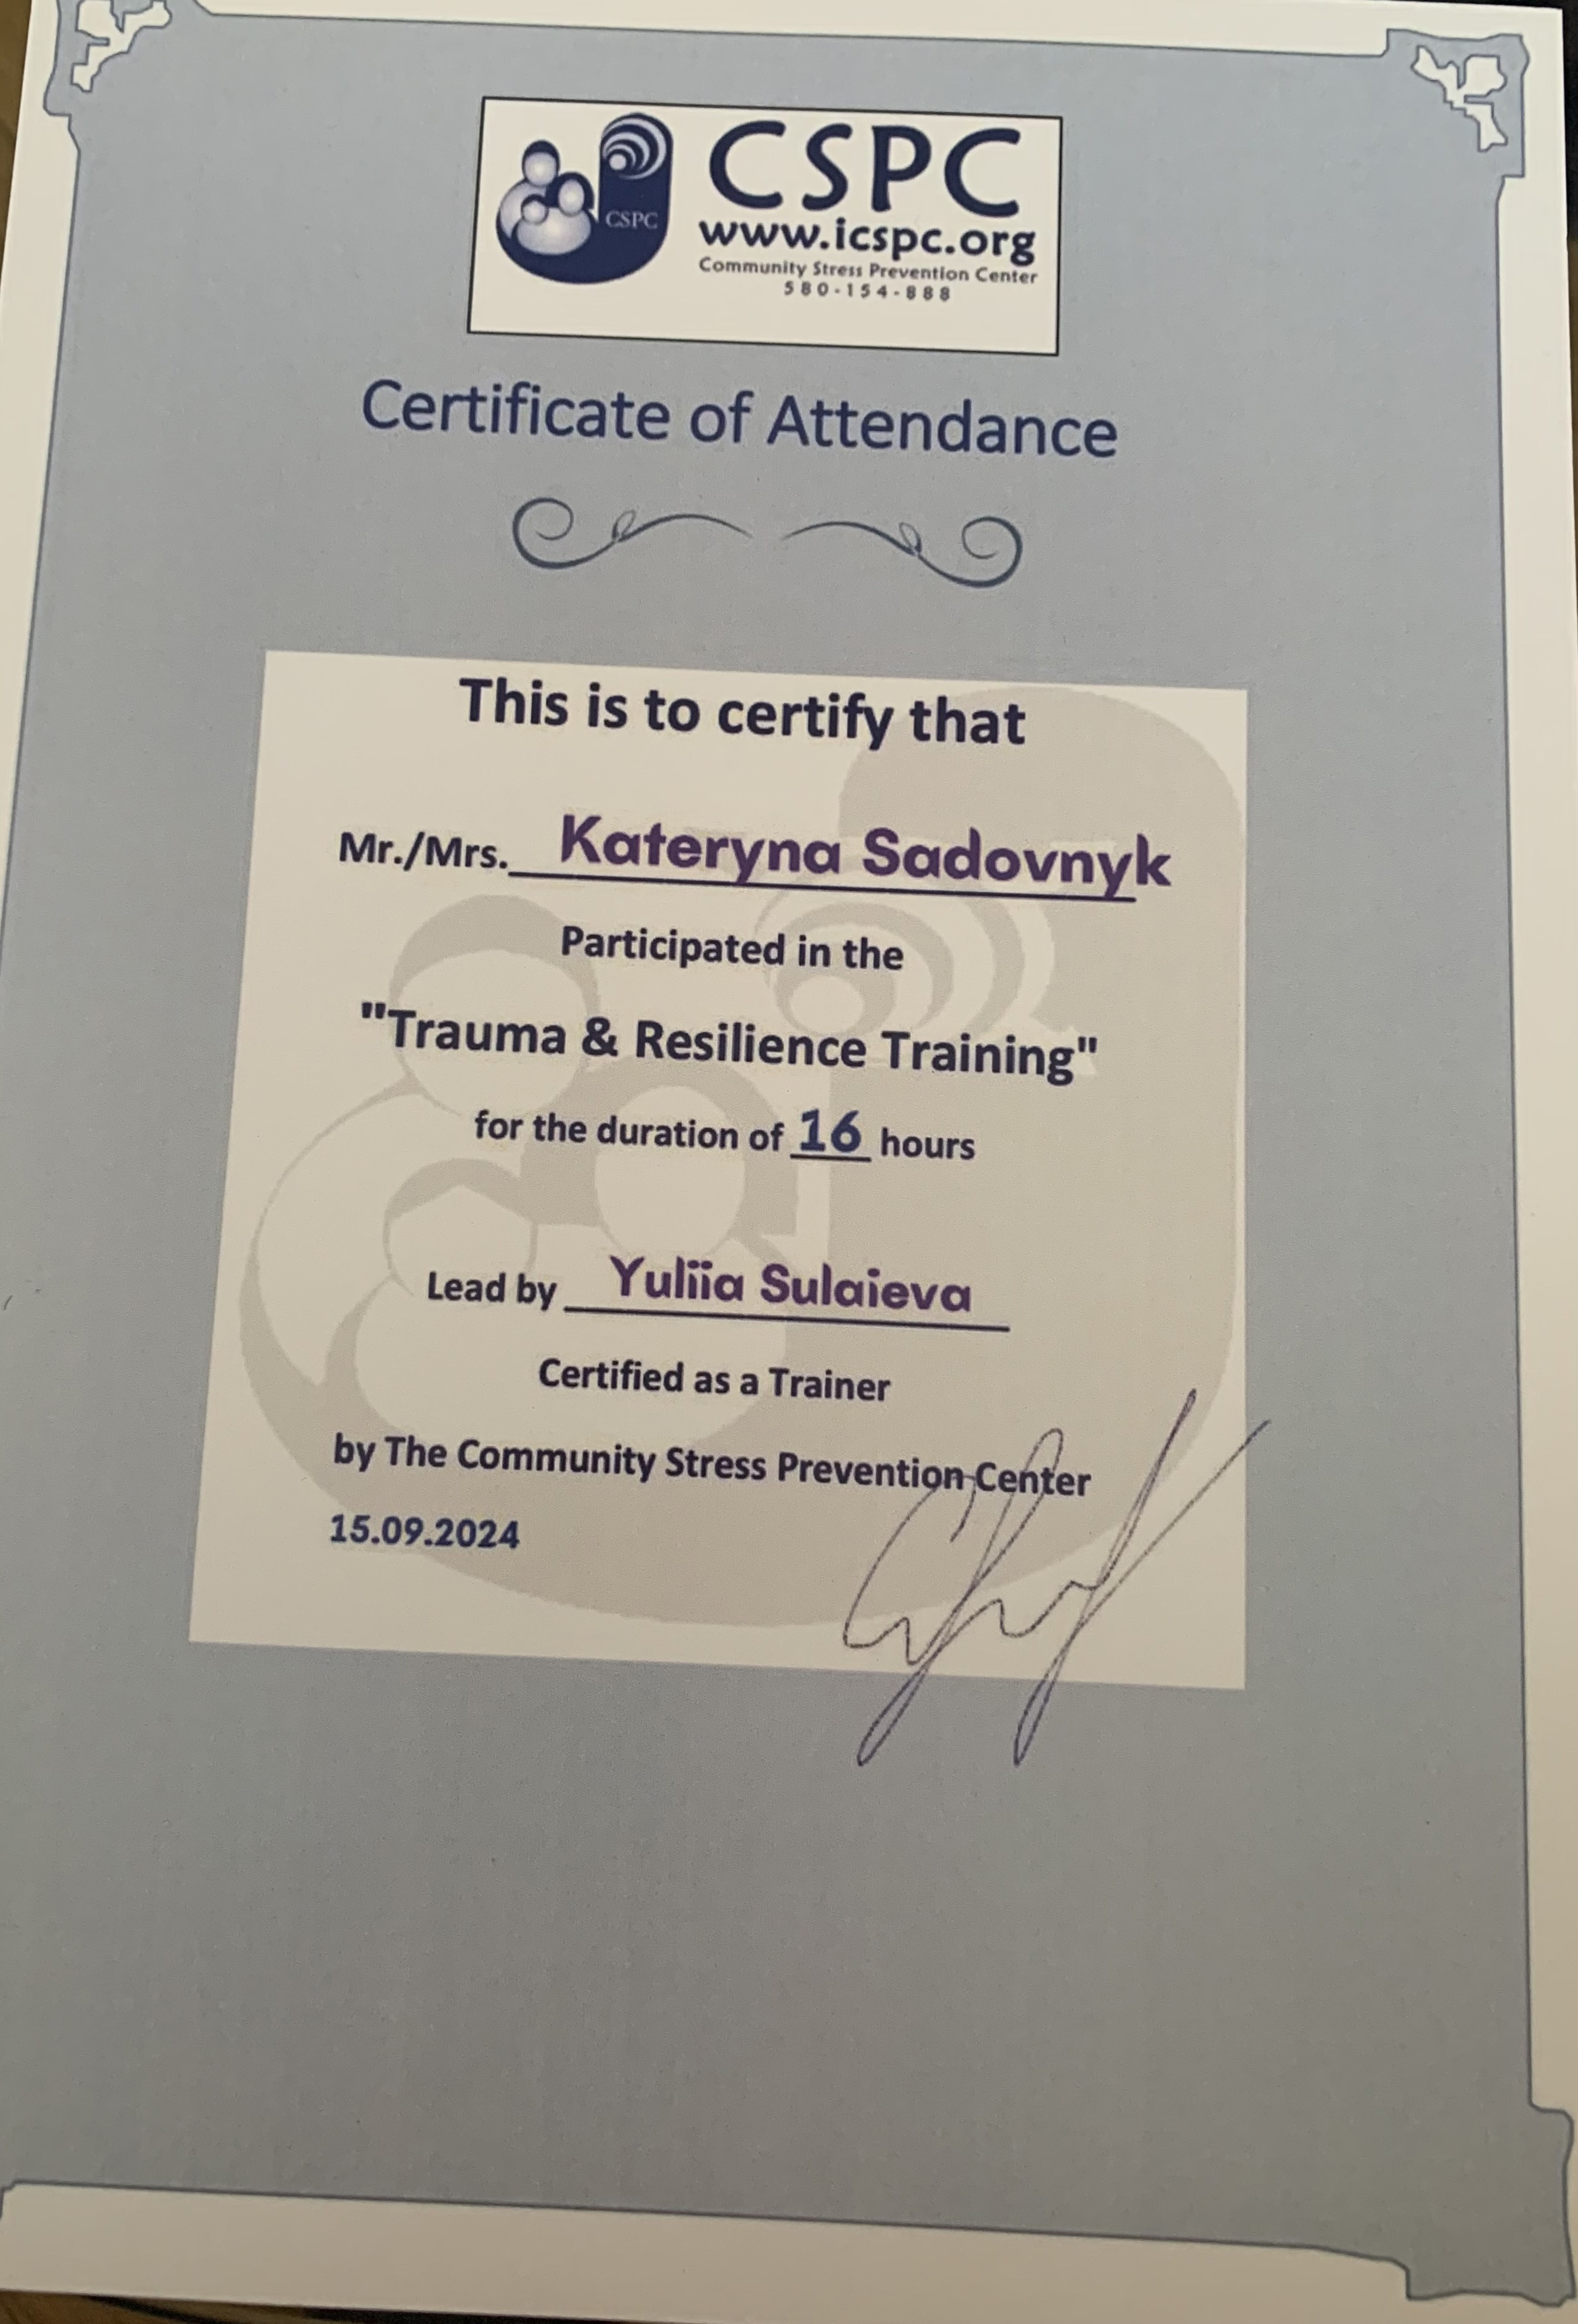 CSPC
CSPC
www.icspc.org
Community Stress Prevention Center
580-154-888
Certificate of Attendance
This is to certify that
Mr./Mrs. Kateryna Sadovnyk
Participated in the
"Trauma & Resilience Training"
for the duration of 16 hours
Lead by Yuliia Sulaieva
Certified as a Trainer
by The Community Stress Prevention Center
15.09.2024